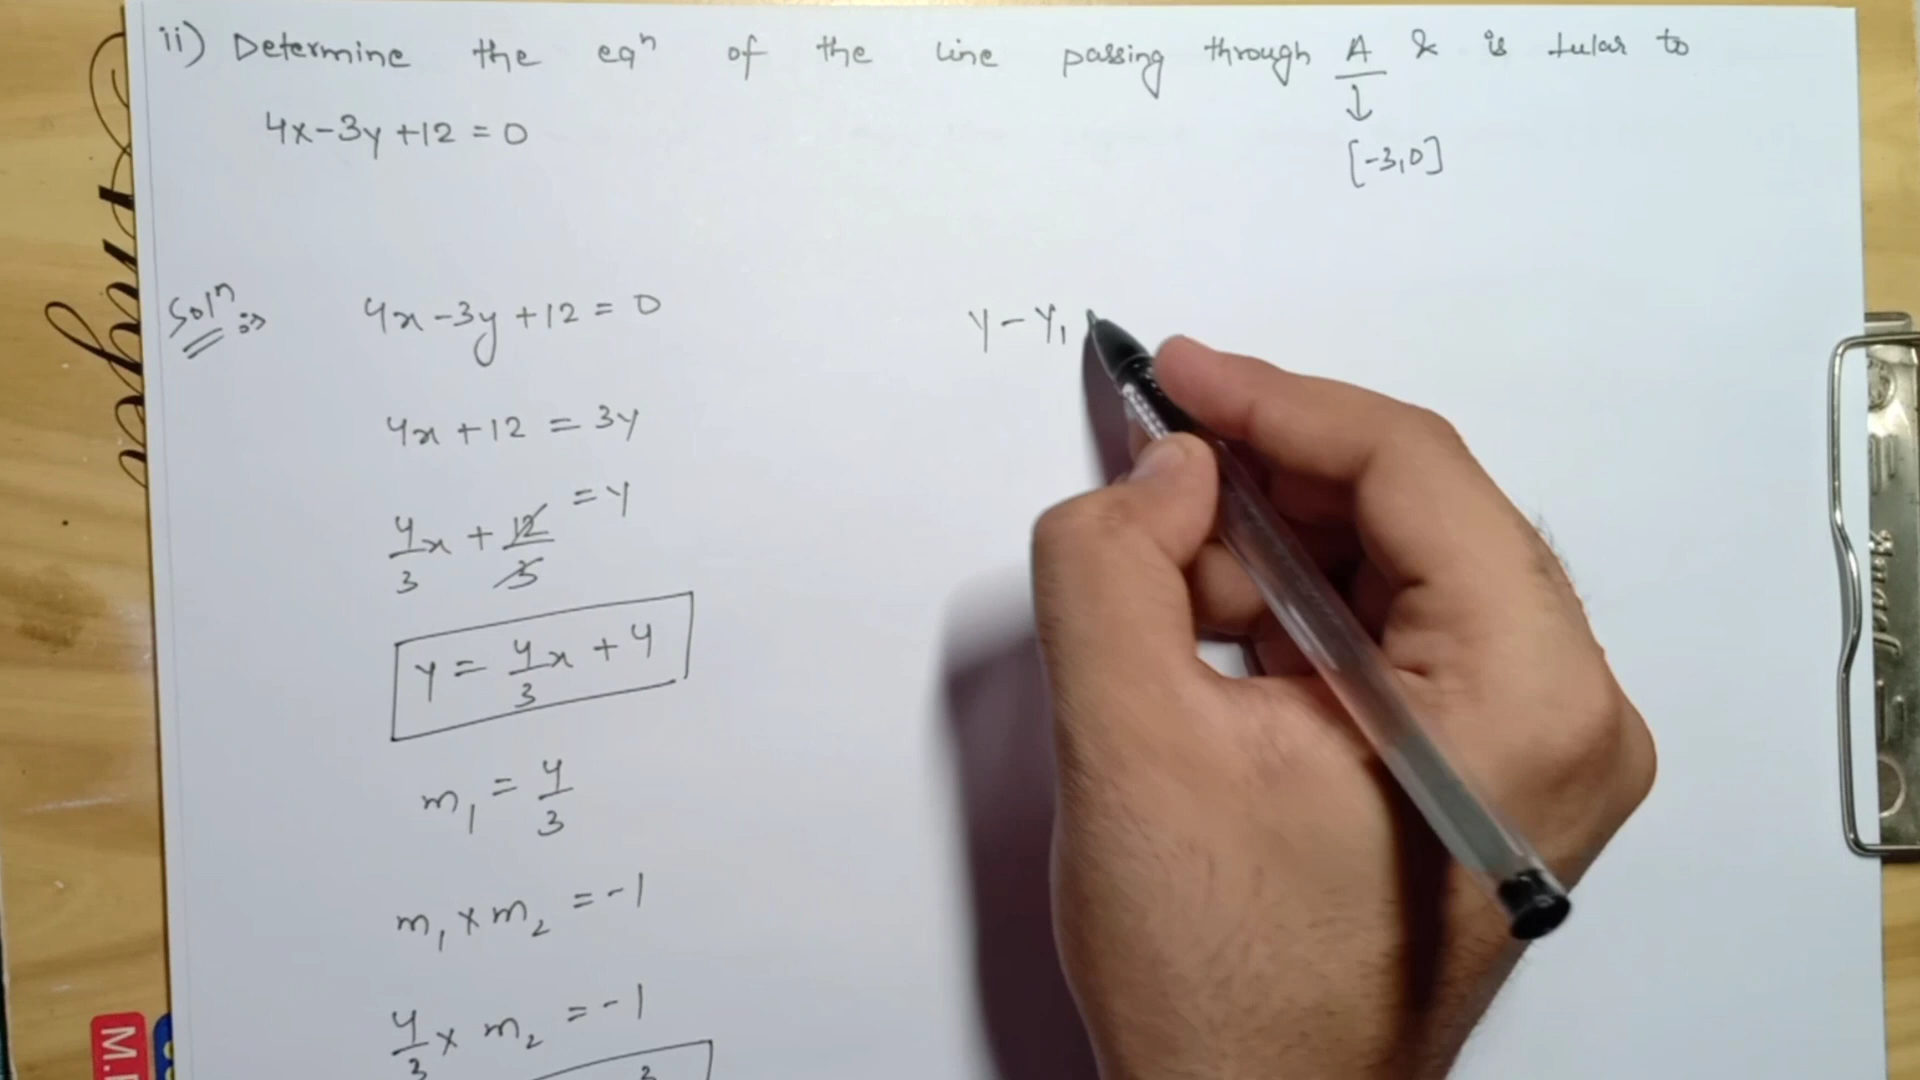 ii) Determine the eqⁿ of the line passing through A & is ⊥ular to
4x-3y+12=0
↓
[-3,0]
Solⁿ :→
4x-3y+12=0
4x+12=3y
4/3x+12/3=y
y=4/3x+4
m₁=4/3
m₁×m₂=-1
4/3×m₂=-1
3
y-y₁